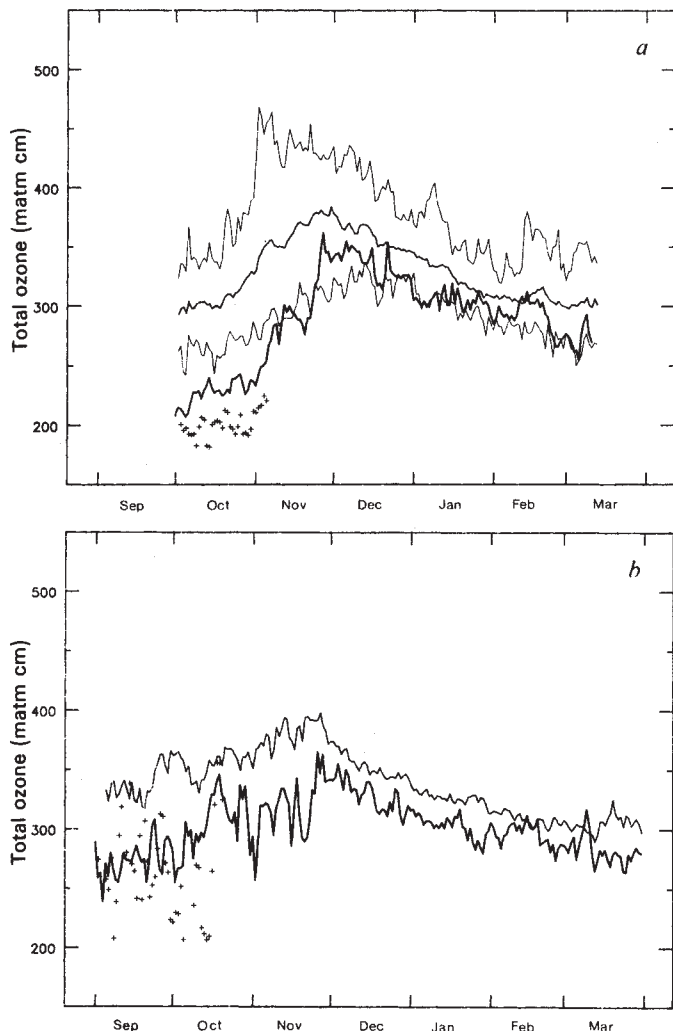 a
500
400
300
200
Total ozone (matm cm)
Sep Oct Nov Dec Jan Feb Mar
b
500
400
300
200
Total ozone (matm cm)
Sep Oct Nov Dec Jan Feb Mar